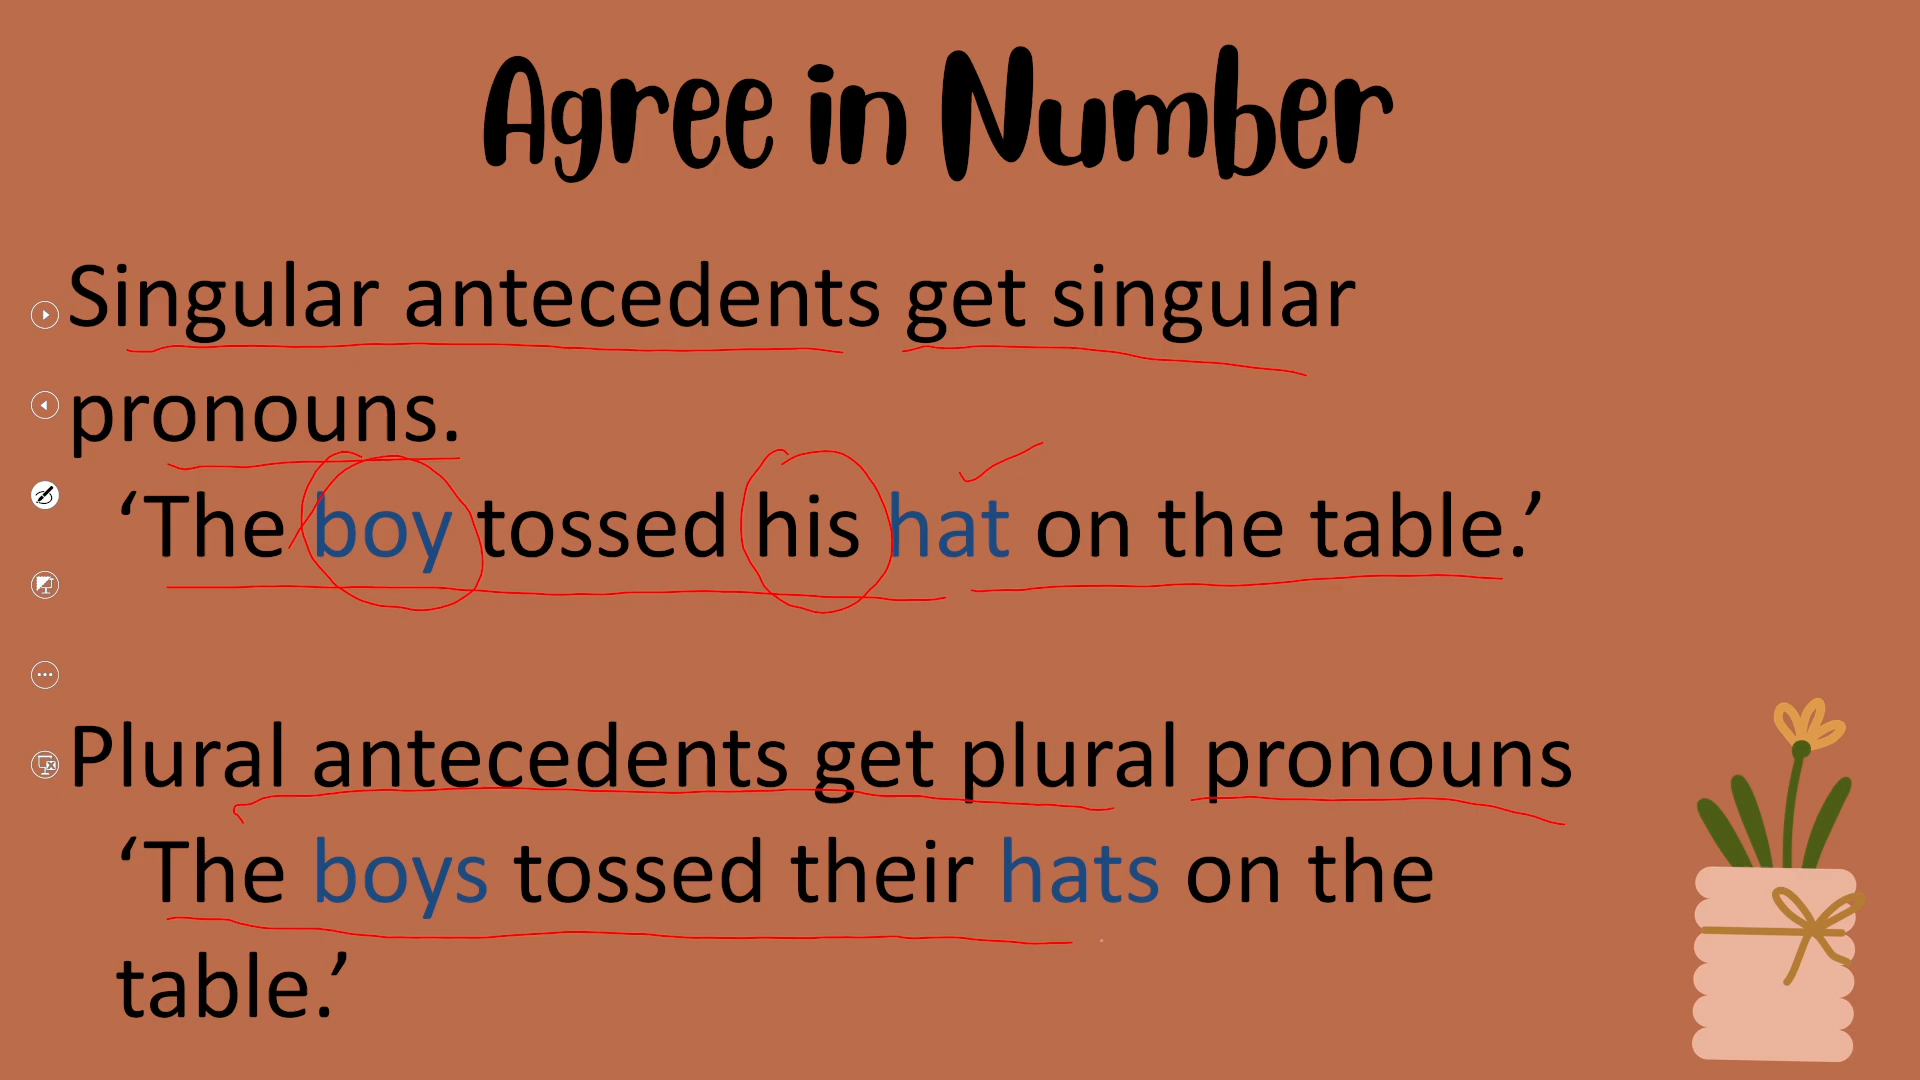 Agree in Number
Singular antecedents get singular
pronouns.
‘The boy tossed his hat on the table.’
Plural antecedents get plural pronouns
‘The boys tossed their hats on the
table.’